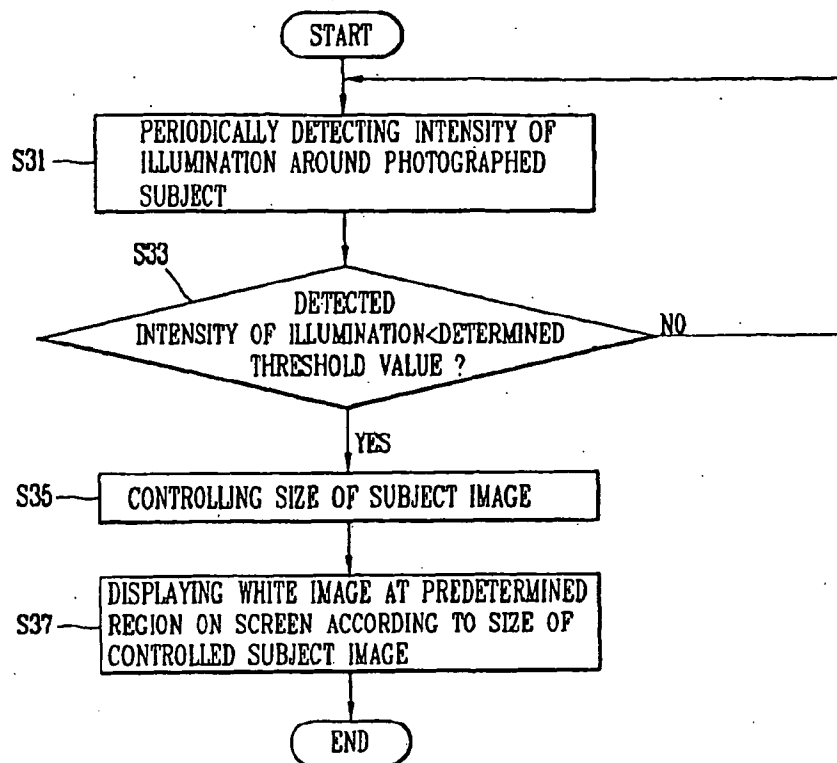 START
S31
PERIODICALLY DETECTING INTENSITY OF
ILLUMINATION AROUND PHOTOGRAPHED
SUBJECT
S33
DETECTED
INTENSITY OF ILLUMINATION<DETERMINED
THRESHOLD VALUE ?
NO
YES
S35
CONTROLLING SIZE OF SUBJECT IMAGE
S37
DISPLAYING WHITE IMAGE AT PREDETERMINED
REGION ON SCREEN ACCORDING TO SIZE OF
CONTROLLED SUBJECT IMAGE
END